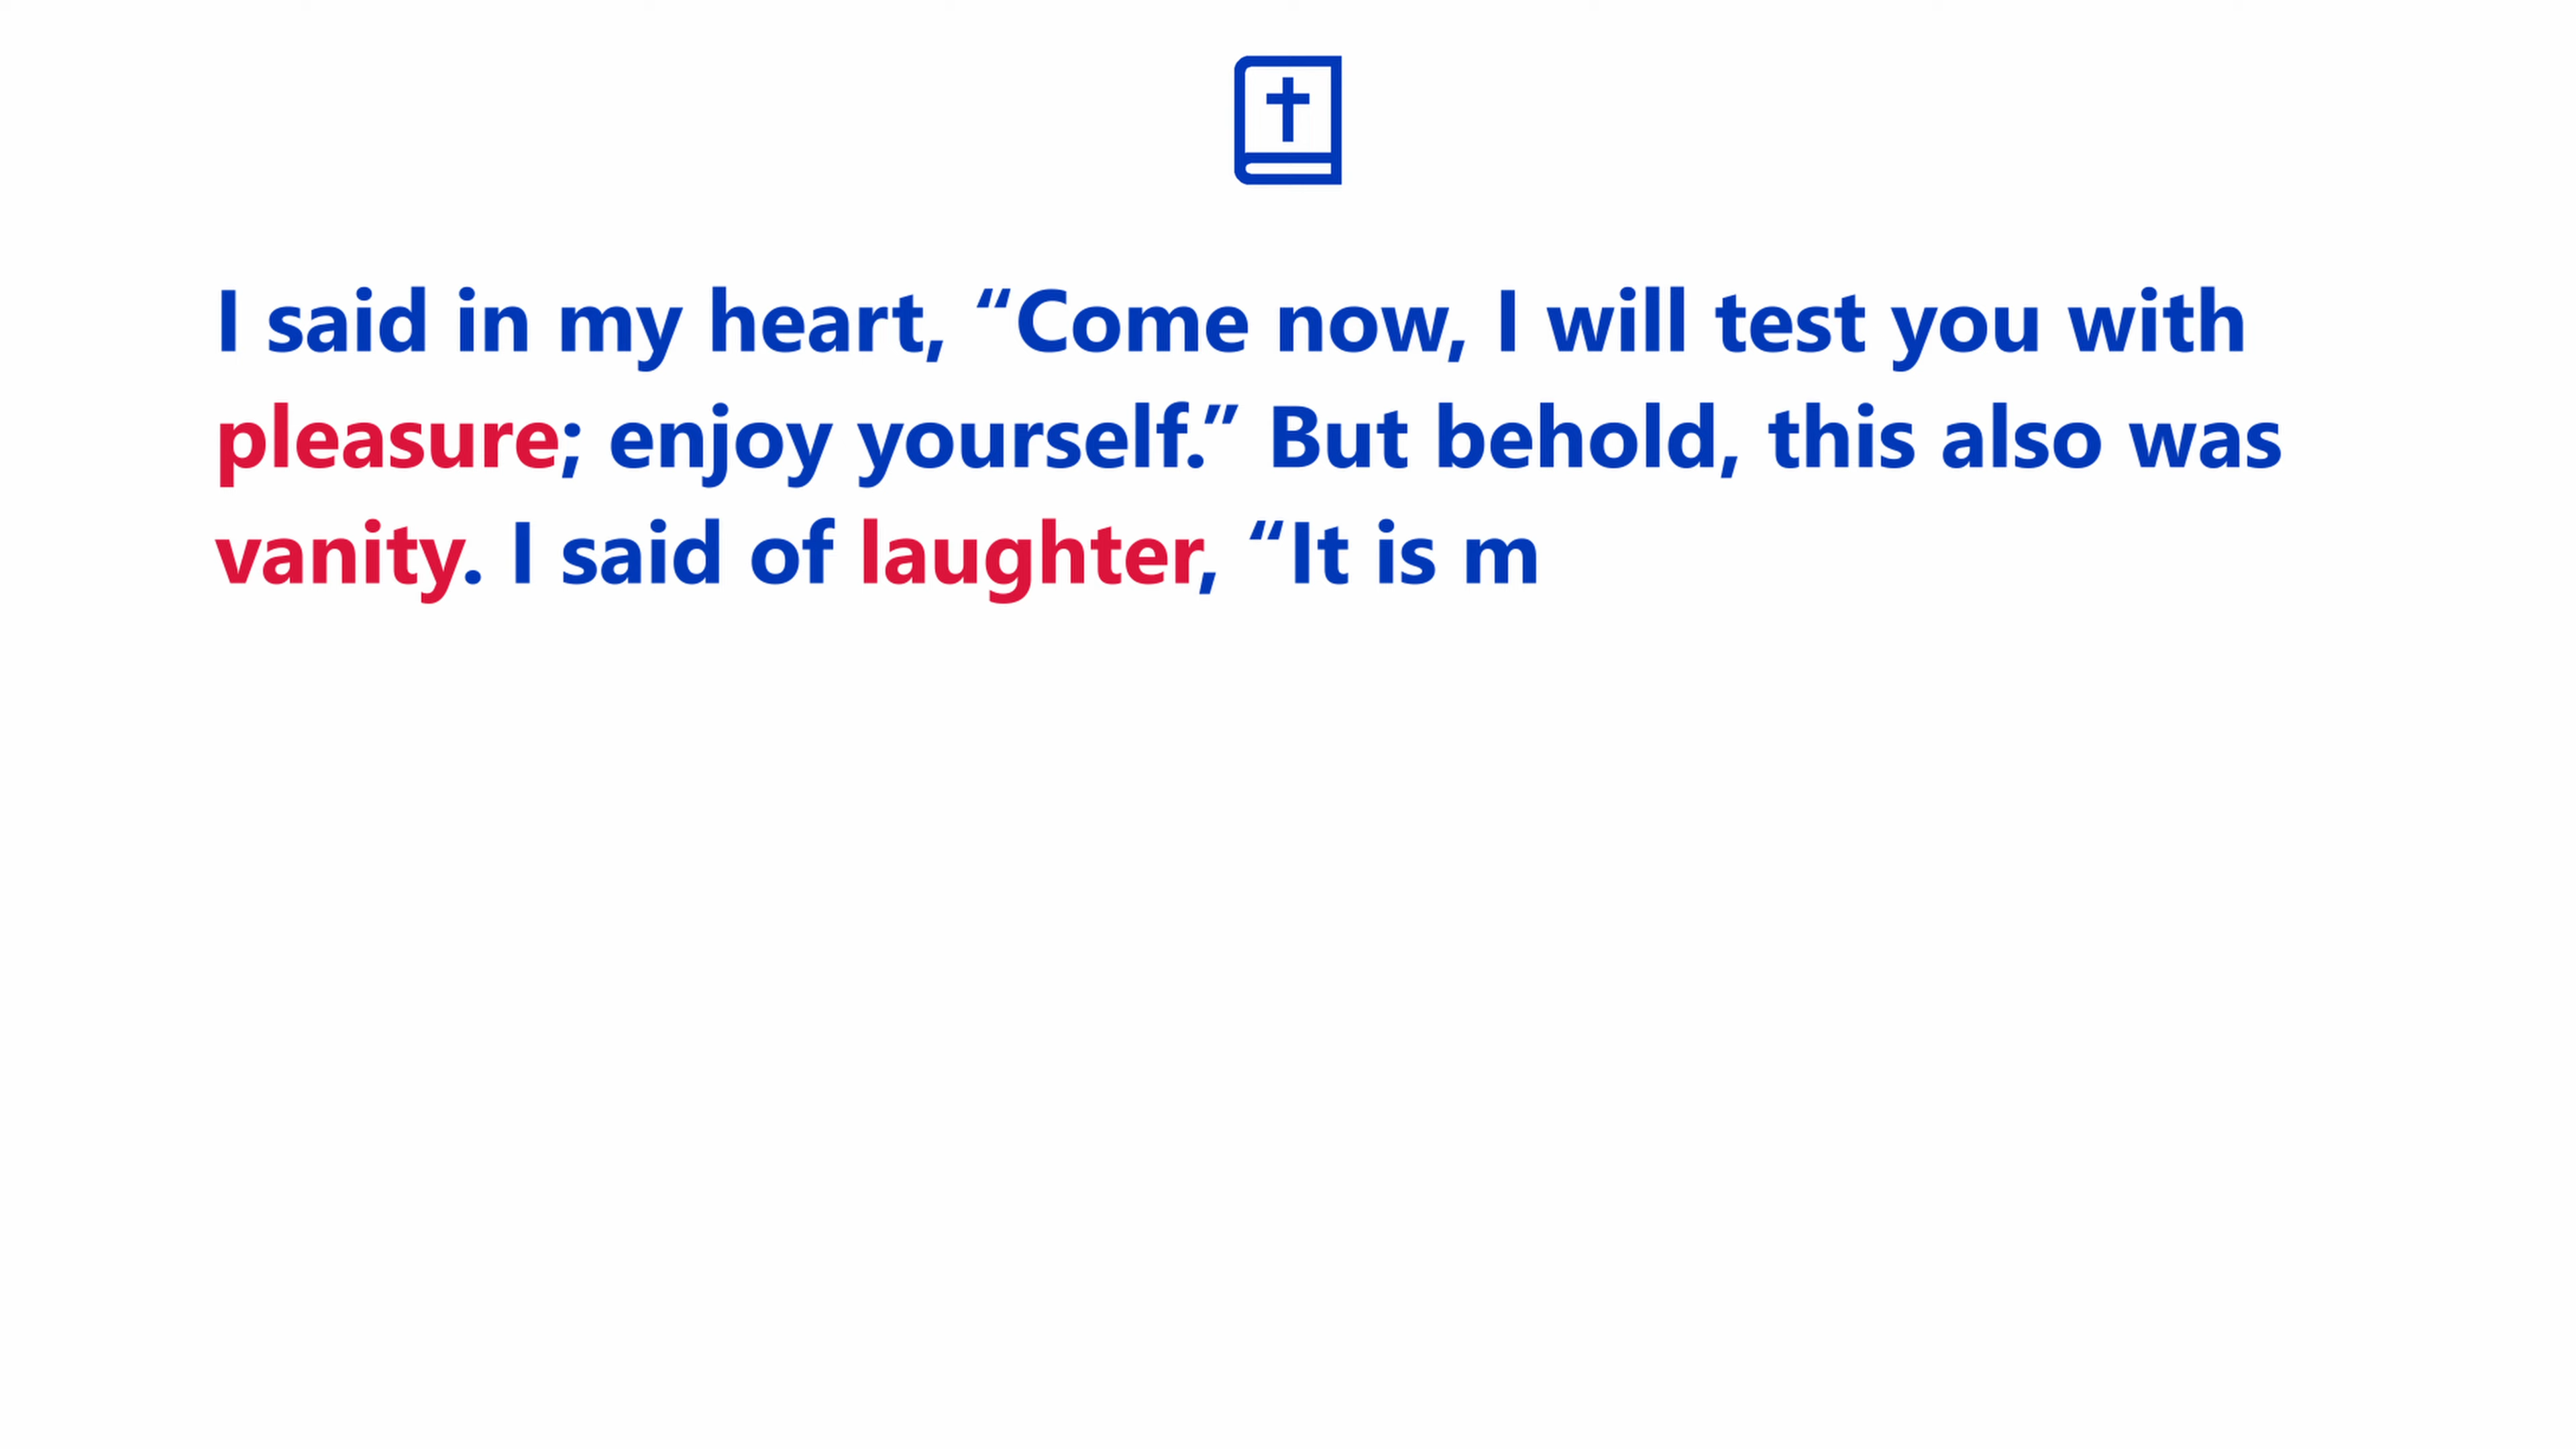 I said in my heart, “Come now, I will test you with
pleasure; enjoy yourself.” But behold, this also was
vanity. I said of laughter, “It is m